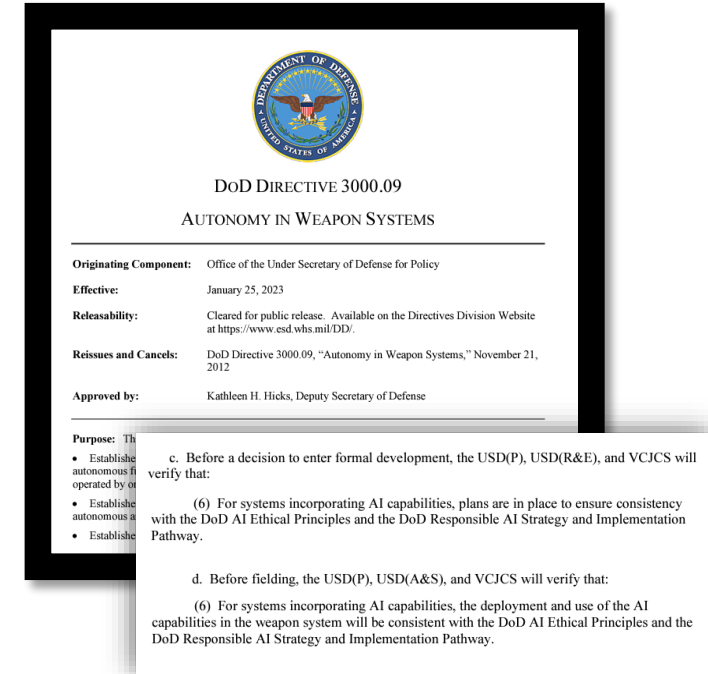 DEPARTMENT OF DEFENSE
UNITED STATES OF AMERICA
DOD DIRECTIVE 3000.09
AUTONOMY IN WEAPON SYSTEMS
Originating Component: Office of the Under Secretary of Defense for Policy
Effective: January 25, 2023
Releasability: Cleared for public release. Available on the Directives Division Website
at https://www.esd.whs.mil/DD/.
Reissues and Cancels: DoD Directive 3000.09, “Autonomy in Weapon Systems,” November 21,
2012
Approved by: Kathleen H. Hicks, Deputy Secretary of Defense
Purpose: Th
• Establishe
autonomous f
operated by o
• Establishe
autonomous a
• Establishe
c. Before a decision to enter formal development, the USD(P), USD(R&E), and VCJCS will
verify that:
(6) For systems incorporating AI capabilities, plans are in place to ensure consistency
with the DoD AI Ethical Principles and the DoD Responsible AI Strategy and Implementation
Pathway.
d. Before fielding, the USD(P), USD(A&S), and VCJCS will verify that:
(6) For systems incorporating AI capabilities, the deployment and use of the AI
capabilities in the weapon system will be consistent with the DoD AI Ethical Principles and the
DoD Responsible AI Strategy and Implementation Pathway.